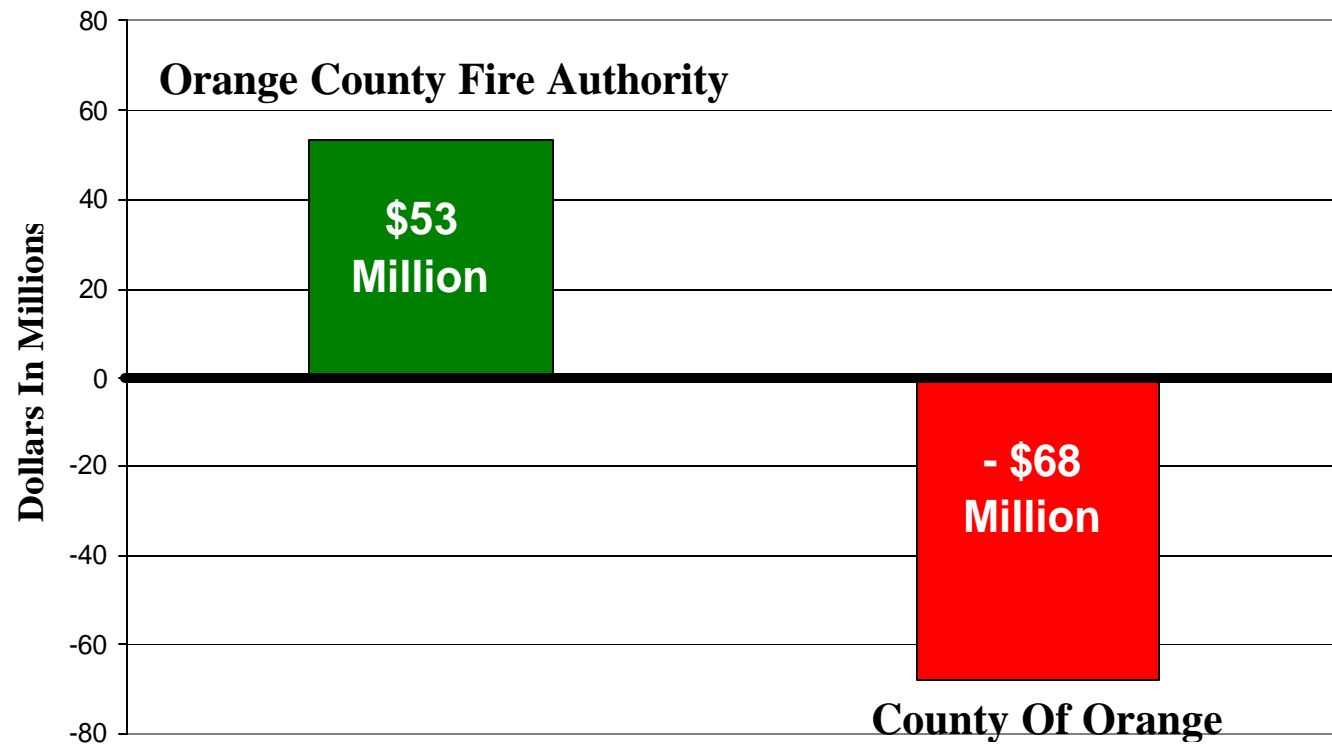 80
Orange County Fire Authority
60
40
$53
Million
20
Dollars In Millions
0
-20
- $68
Million
-40
-60
County Of Orange
-80